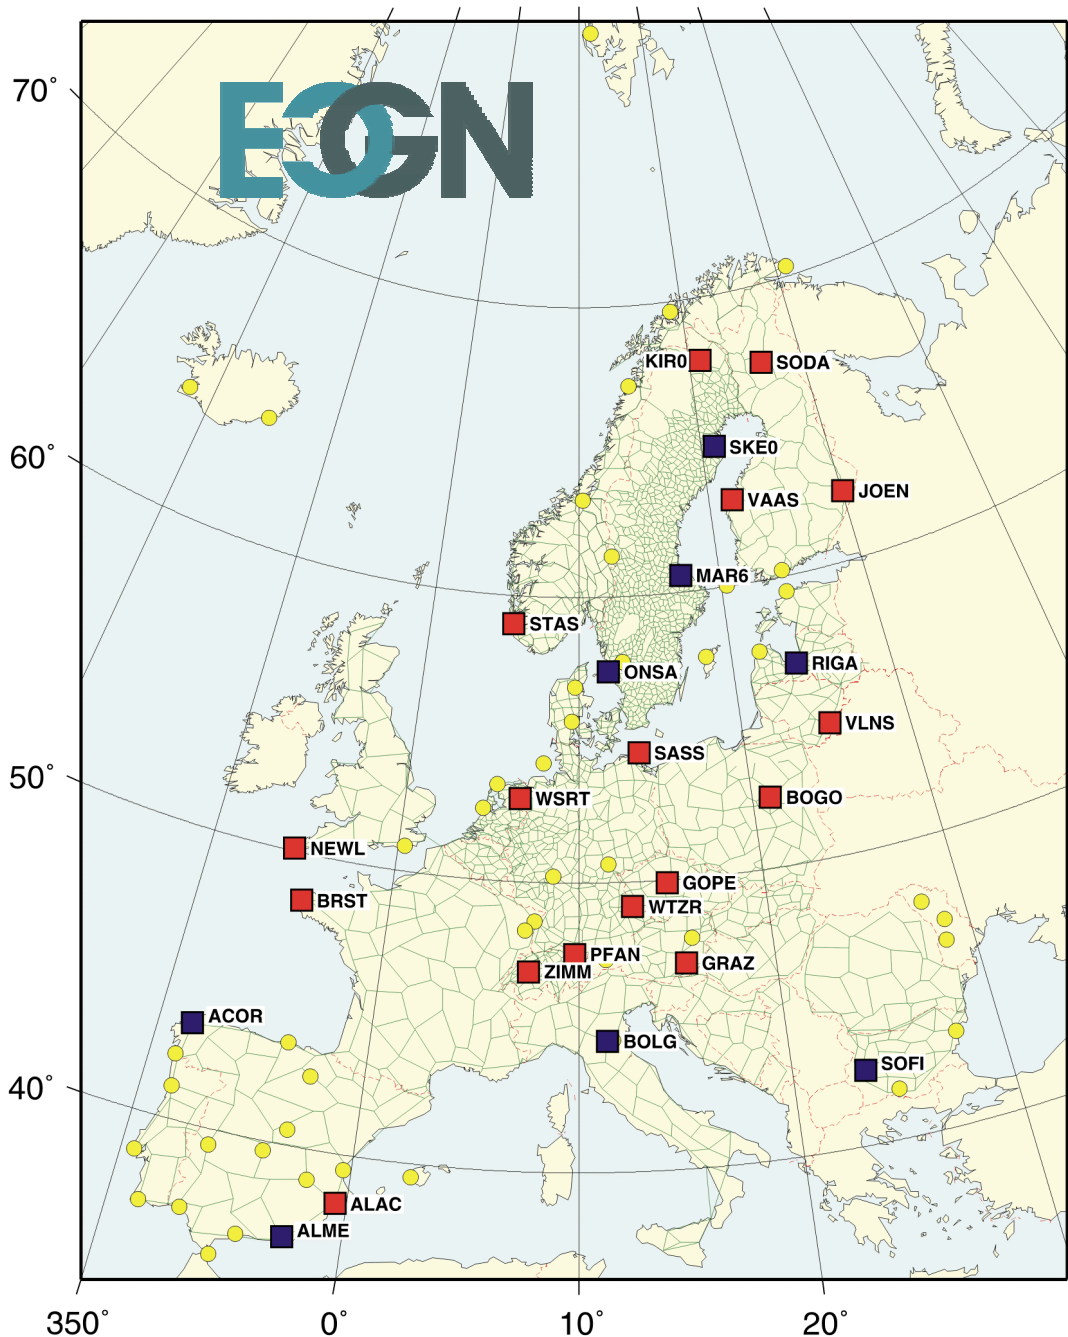 70°
EOGN
KIR0
SODA
SKE0
60°
JOEN
VAAS
MAR6
STAS
RIGA
ONSA
VLNS
SASS
50°
BOGO
WSRT
NEWL
GOPE
BRST
WTZR
PFAN
GRAZ
ZIMM
ACOR
BOLG
SOFI
40°
ALAC
ALME
350°
0°
10°
20°